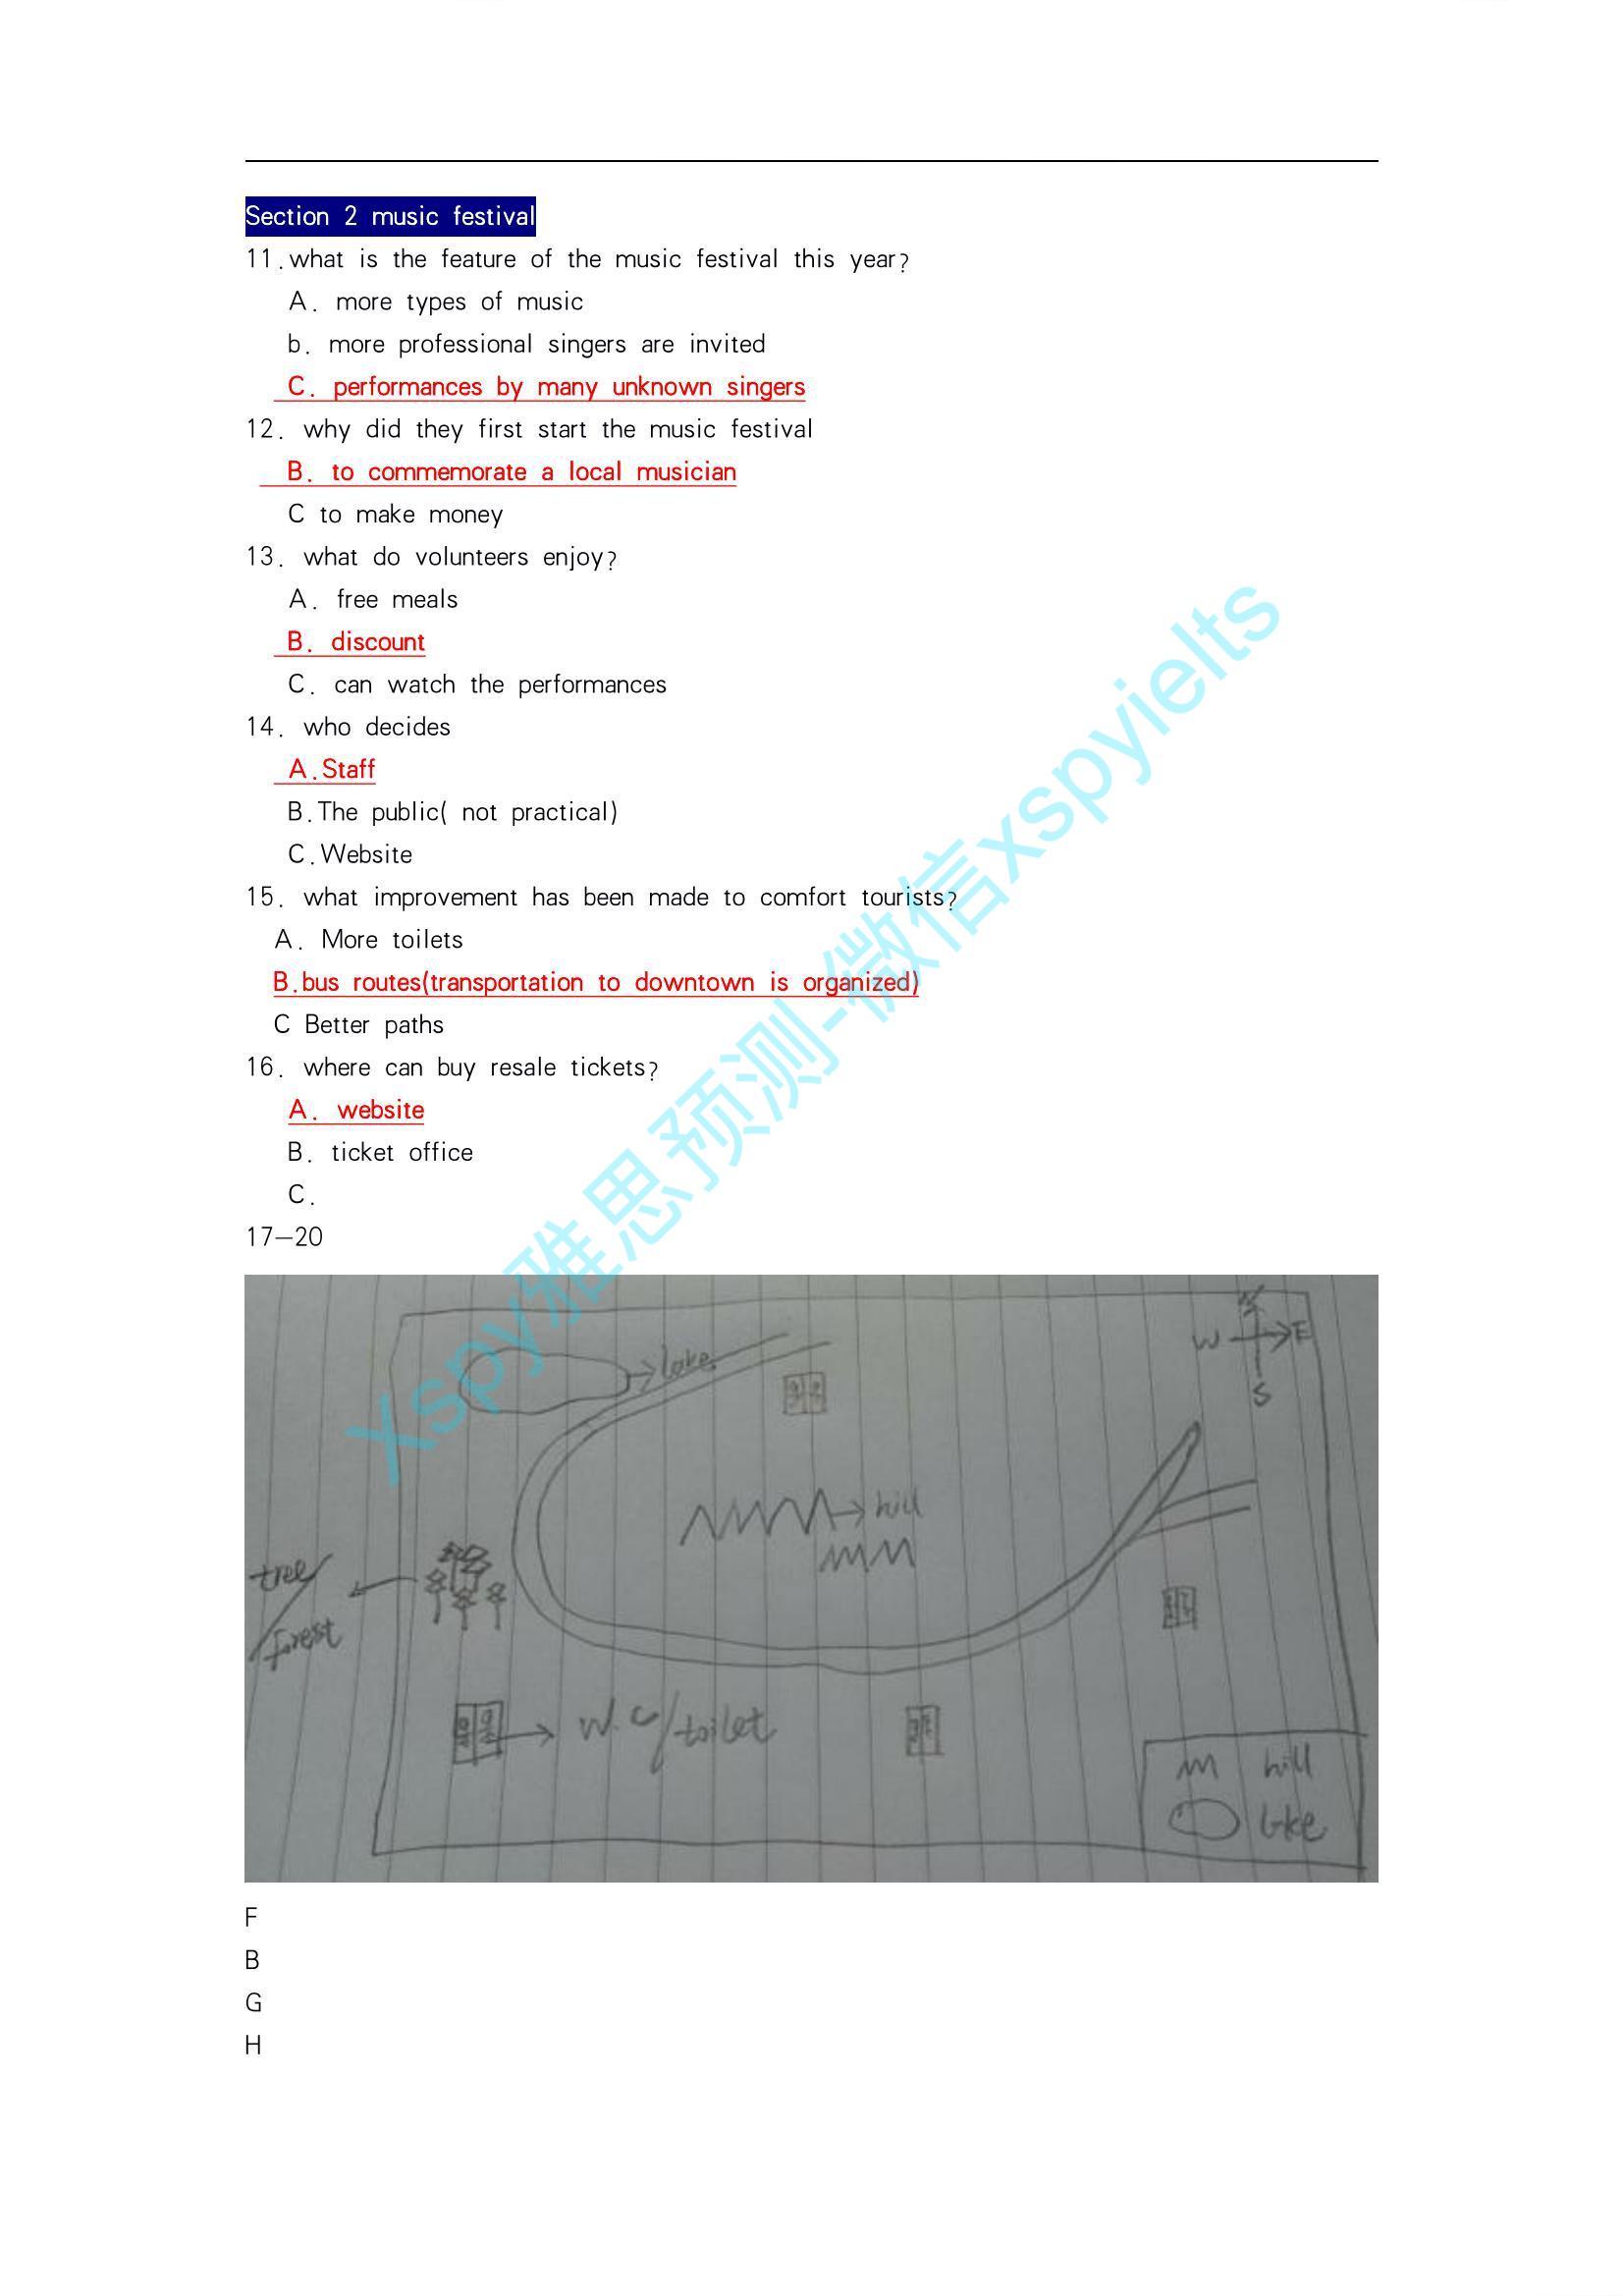 Section 2 music festival
11.what is the feature of the music festival this year?
A. more types of music
b. more professional singers are invited
C. performances by many unknown singers
12. why did they first start the music festival
B. to commemorate a local musician
C to make money
13. what do volunteers enjoy?
A. free meals
B. discount
C. can watch the performances
14. who decides
A.Staff
B.The public( not practical)
C.Website
15. what improvement has been made to comfort tourists?
A. More toilets
B.bus routes(transportation to downtown is organized)
C Better paths
16. where can buy resale tickets?
A. website
B. ticket office
C.
17—20
Xspy雅思预测-微信xspyielts
lake
W E
S
hill
tree/
forest
W.C/toilet
hill
lake
F
B
G
H